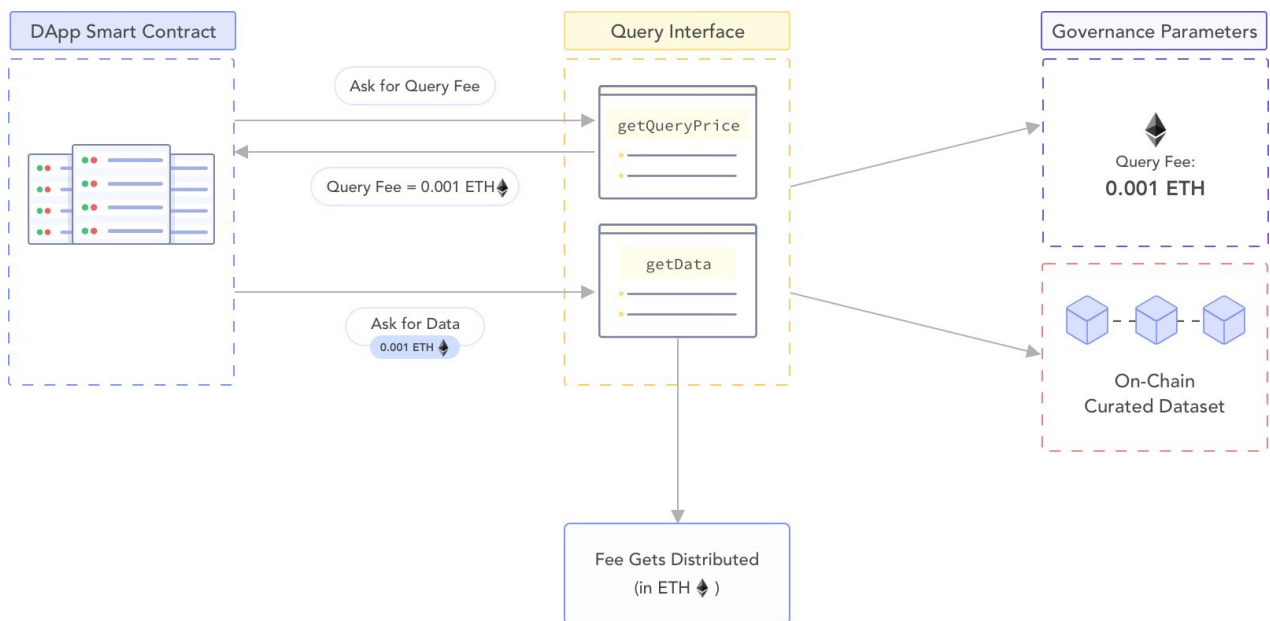 DApp Smart Contract
Query Interface
Governance Parameters
Ask for Query Fee
getQueryPrice
Query Fee = 0.001 ETH
Query Fee:
0.001 ETH
getData
Ask for Data
0.001 ETH
On-Chain
Curated Dataset
Fee Gets Distributed
(in ETH )